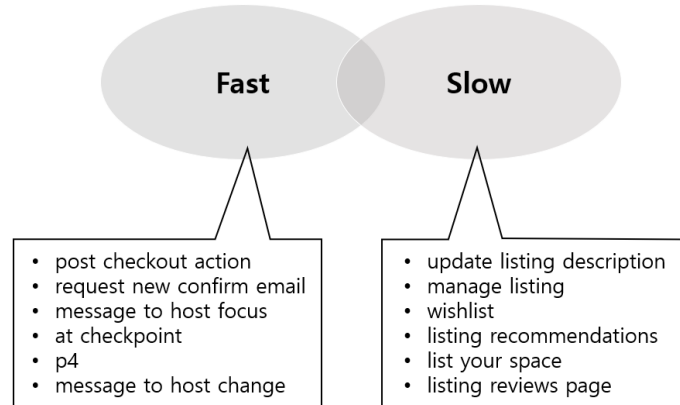 Fast
Slow
• post checkout action
• request new confirm email
• message to host focus
• at checkpoint
• p4
• message to host change
• update listing description
• manage listing
• wishlist
• listing recommendations
• list your space
• listing reviews page